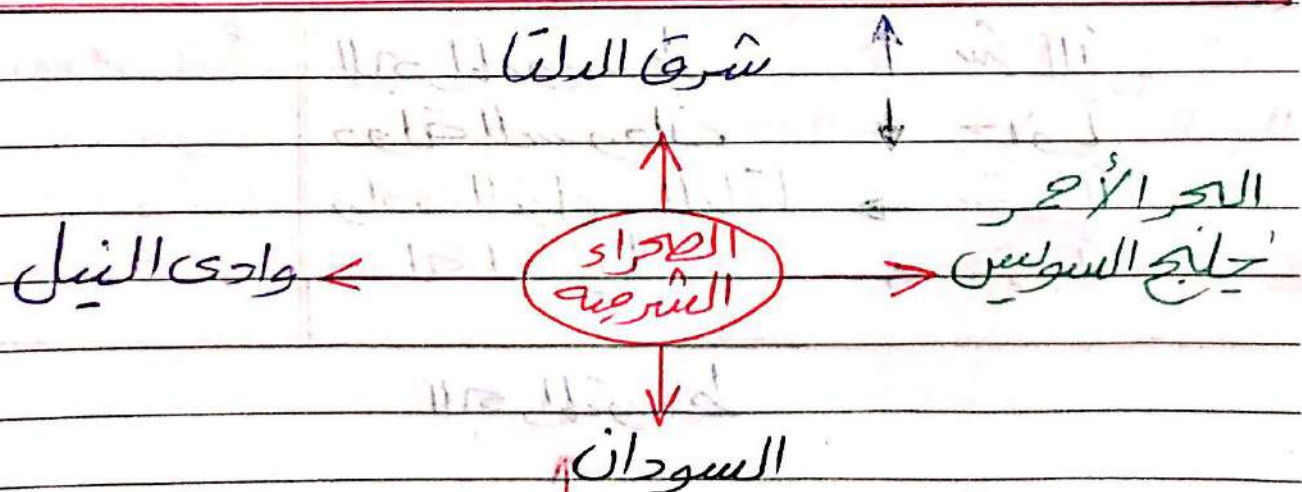 شرق الدلتا
البحر الأحمر
خليج السويس
الصحراء
الشرقية
وادى النيل
السودان